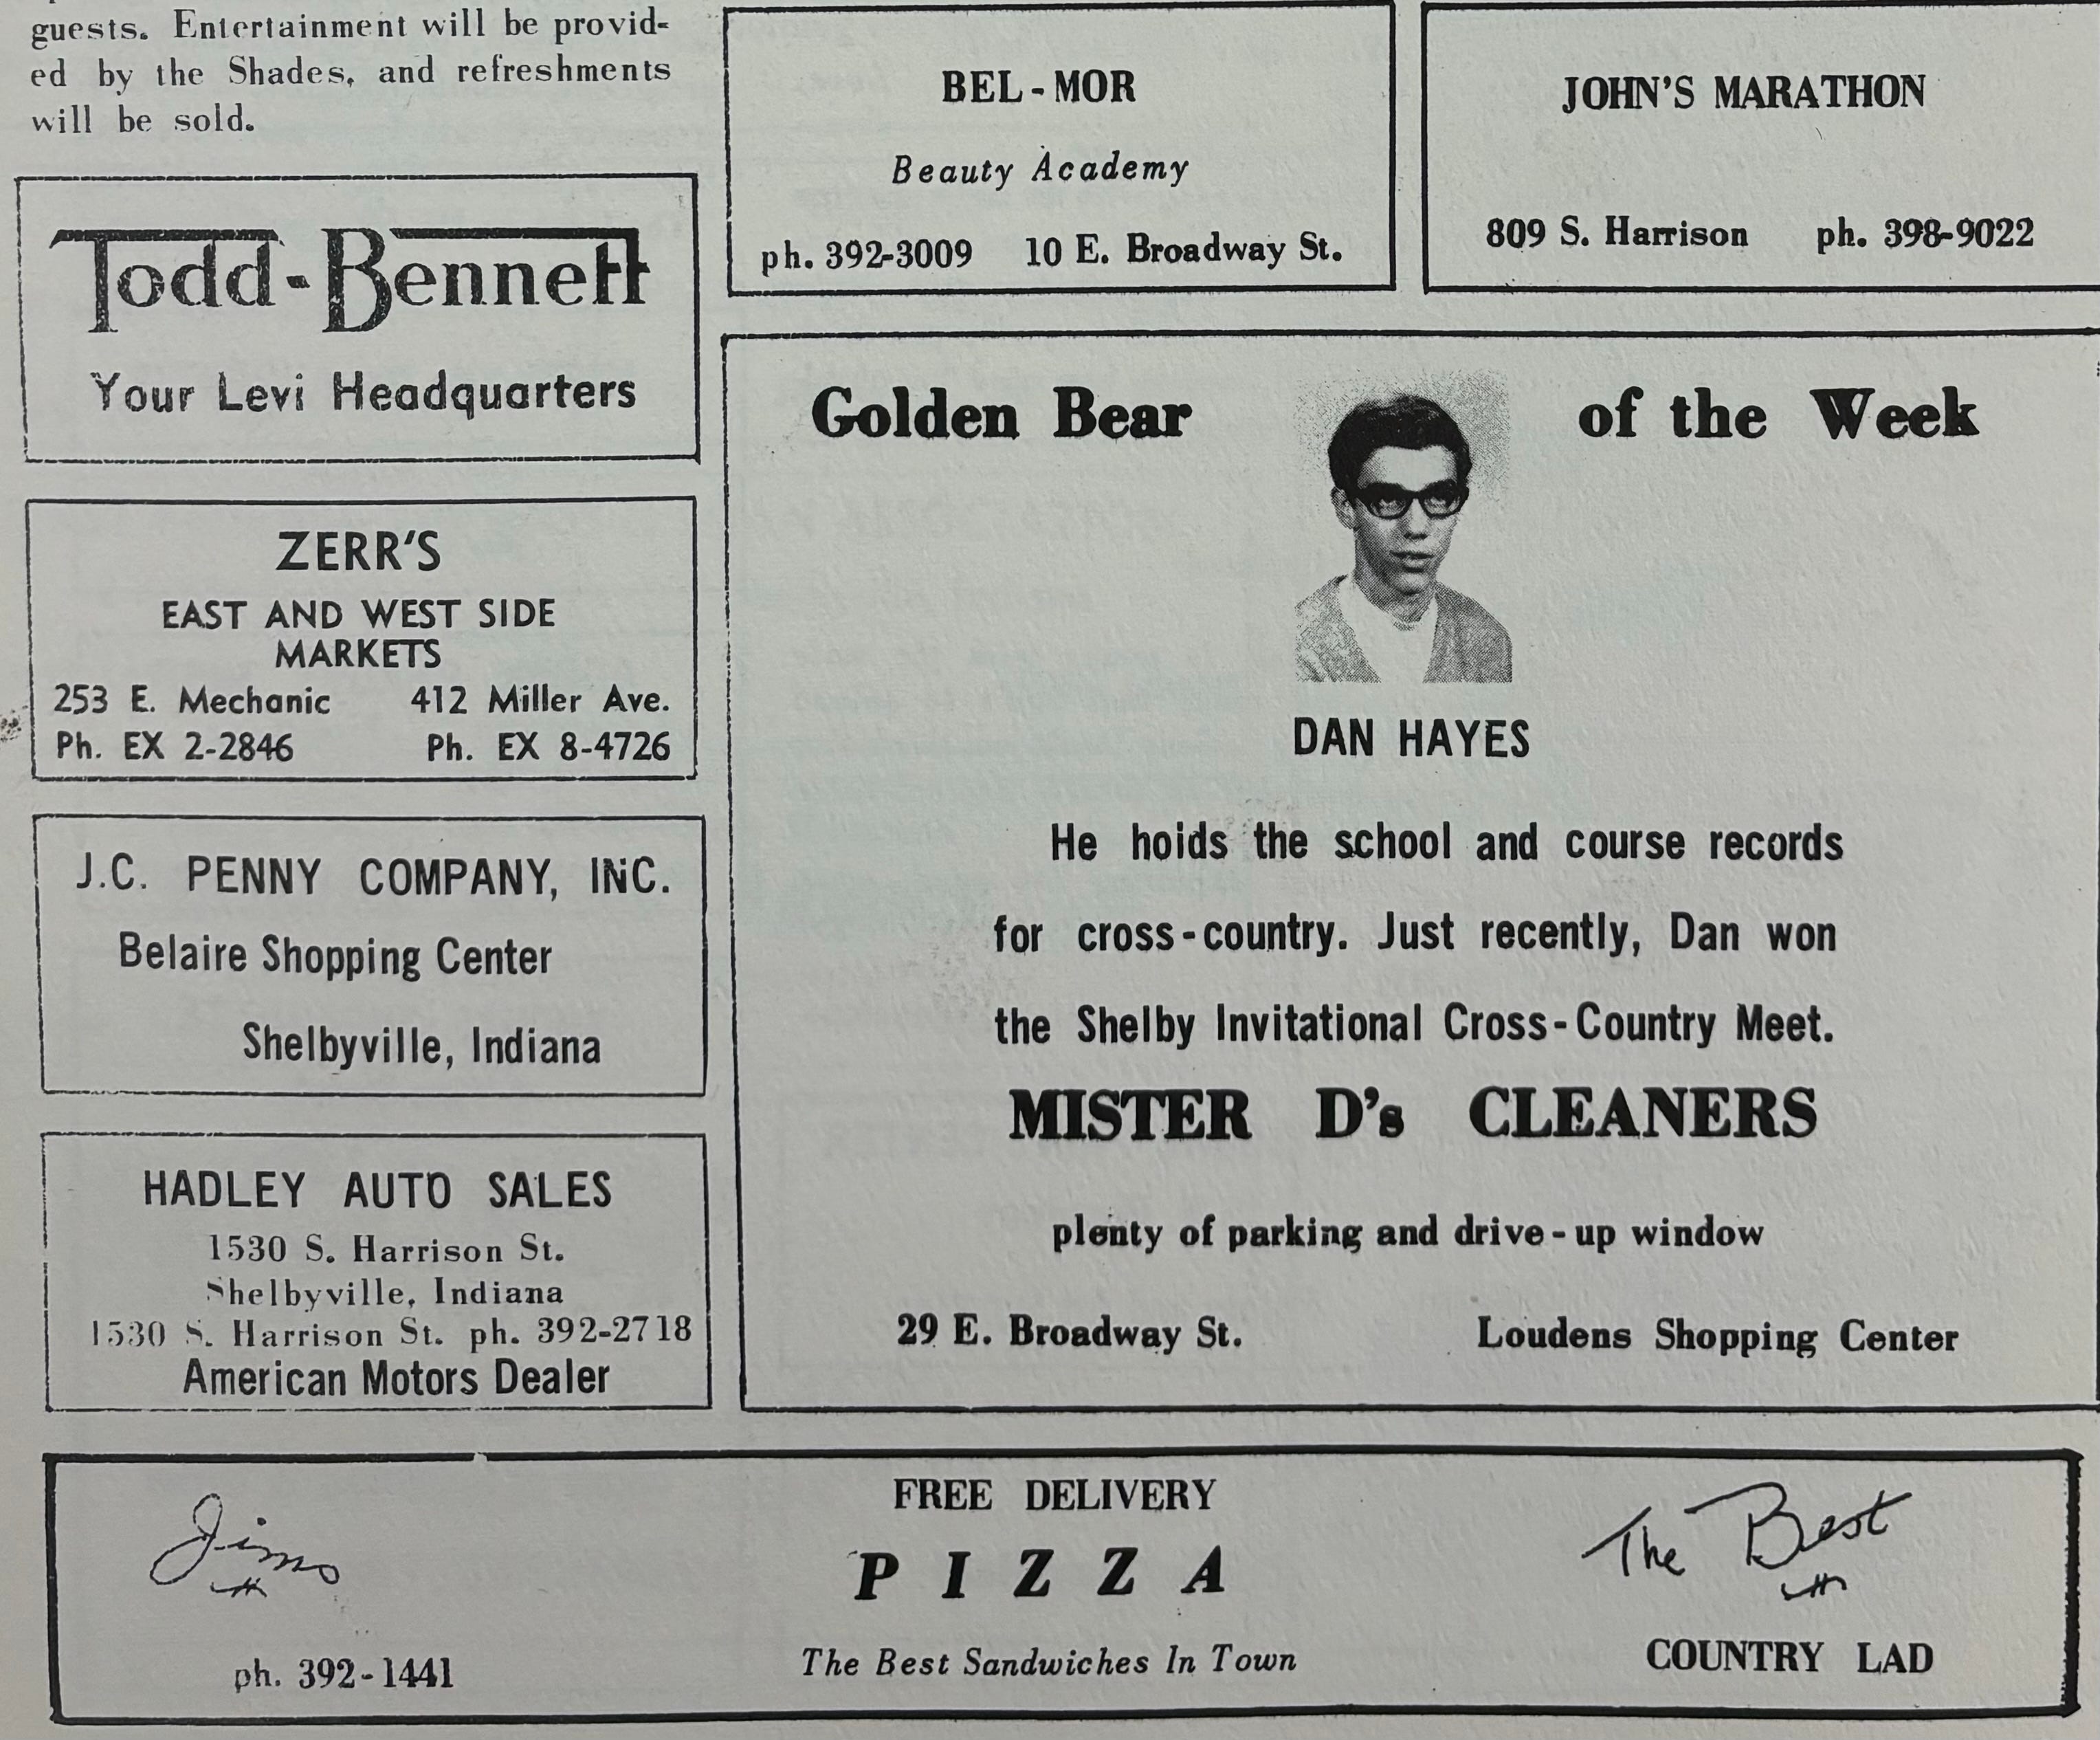 guests. Entertainment will be provid-
ed by the Shades, and refreshments
will be sold.
Todd-Bennett
Your Levi Headquarters
ZERR'S
EAST AND WEST SIDE
MARKETS
253 E. Mechanic 412 Miller Ave.
Ph. EX 2-2846 Ph. EX 8-4726
J.C. PENNY COMPANY, INC.
Belaire Shopping Center
Shelbyville, Indiana
HADLEY AUTO SALES
1530 S. Harrison St.
Shelbyville, Indiana
1530 S. Harrison St. ph. 392-2718
American Motors Dealer
BEL-MOR
Beauty Academy
ph. 392-3009 10 E. Broadway St.
JOHN'S MARATHON
809 S. Harrison ph. 398-9022
Golden Bear of the Week
DAN HAYES
He hoids the school and course records
for cross-country. Just recently, Dan won
the Shelby Invitational Cross-Country Meet.
MISTER D's CLEANERS
plenty of parking and drive-up window
29 E. Broadway St. Loudens Shopping Center
Jims
ph. 392-1441
FREE DELIVERY
PIZZA
The Best Sandwiches In Town
The Best
COUNTRY LAD